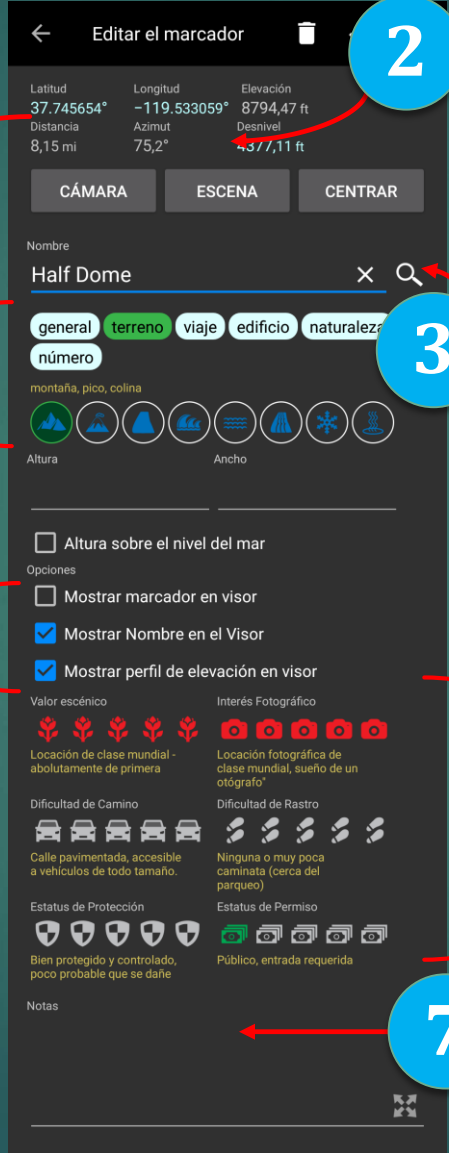 Editar el marcador
2
Latitud Longitud Elevación
37.745654° −119.533059° 8794,47 ft
Distancia Azimut Desnivel
8,15 mi 75,2° 4377,11 ft
CÁMARA ESCENA CENTRAR
Nombre
Half Dome
3
general terreno viaje edificio naturaleza
número
montaña, pico, colina
Altura Ancho
Altura sobre el nivel del mar
Opciones
Mostrar marcador en visor
Mostrar Nombre en el Visor
Mostrar perfil de elevación en visor
Valor escénico Interés Fotográfico
Locación de clase mundial - Locación fotográfica de
abolutamente de primera clase mundial, sueño de un
otógrafo"
Dificultad de Camino Dificultad de Rastro
Calle pavimentada, accesible Ninguna o muy poca
a vehículos de todo tamaño. caminata (cerca del
parqueo)
Estatus de Protección Estatus de Permiso
Bien protegido y controlado, Público, entrada requerida
poco probable que se dañe
Notas
7